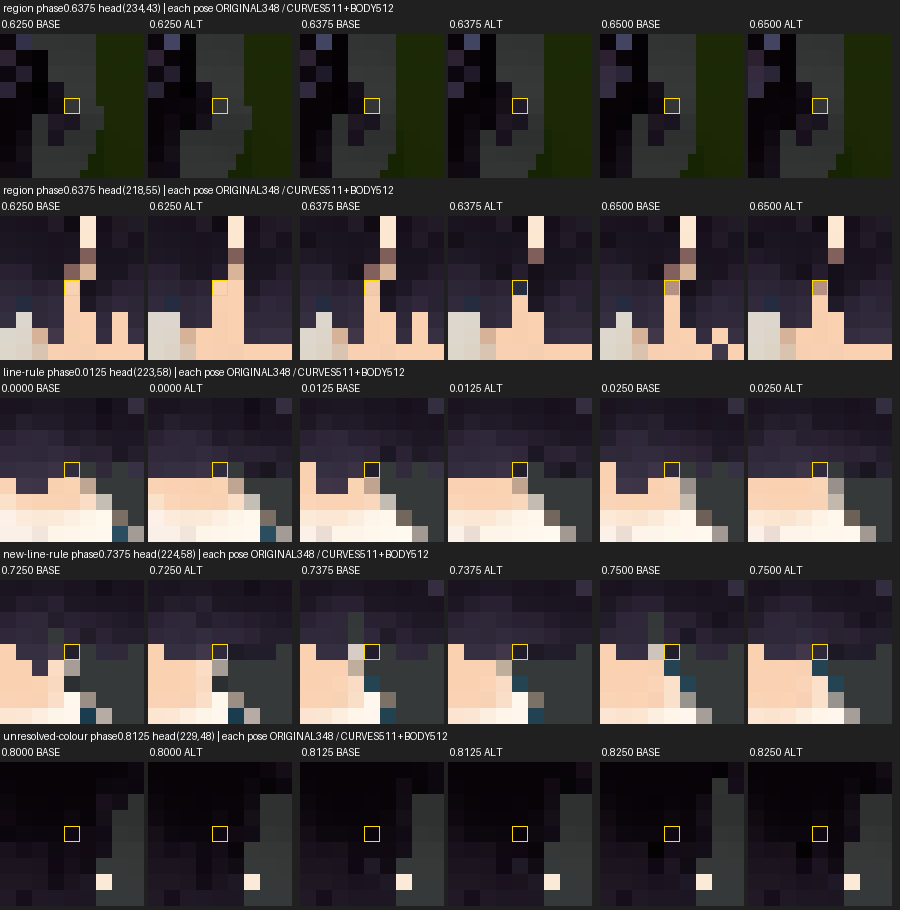 region phase0.6375 head(234,43) | each pose ORIGINAL348 / CURVES511+BODY512
0.6250 BASE 0.6250 ALT 0.6375 BASE 0.6375 ALT 0.6500 BASE 0.6500 ALT
region phase0.6375 head(218,55) | each pose ORIGINAL348 / CURVES511+BODY512
0.6250 BASE 0.6250 ALT 0.6375 BASE 0.6375 ALT 0.6500 BASE 0.6500 ALT
line-rule phase0.0125 head(223,58) | each pose ORIGINAL348 / CURVES511+BODY512
0.0000 BASE 0.0000 ALT 0.0125 BASE 0.0125 ALT 0.0250 BASE 0.0250 ALT
new-line-rule phase0.7375 head(224,58) | each pose ORIGINAL348 / CURVES511+BODY512
0.7250 BASE 0.7250 ALT 0.7375 BASE 0.7375 ALT 0.7500 BASE 0.7500 ALT
unresolved-colour phase0.8125 head(229,48) | each pose ORIGINAL348 / CURVES511+BODY512
0.8000 BASE 0.8000 ALT 0.8125 BASE 0.8125 ALT 0.8250 BASE 0.8250 ALT